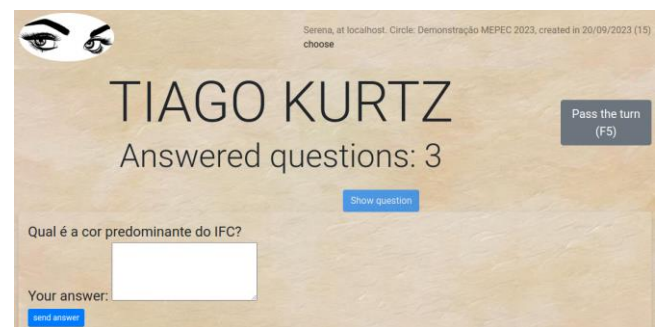 Serena, at localhost. Circle: Demonstração MEPEC 2023, created in 20/09/2023 (15)
choose
TIAGO KURTZ
Answered questions: 3
Pass the turn
(F5)
Show question
Qual é a cor predominante do IFC?
Your answer:
send answer